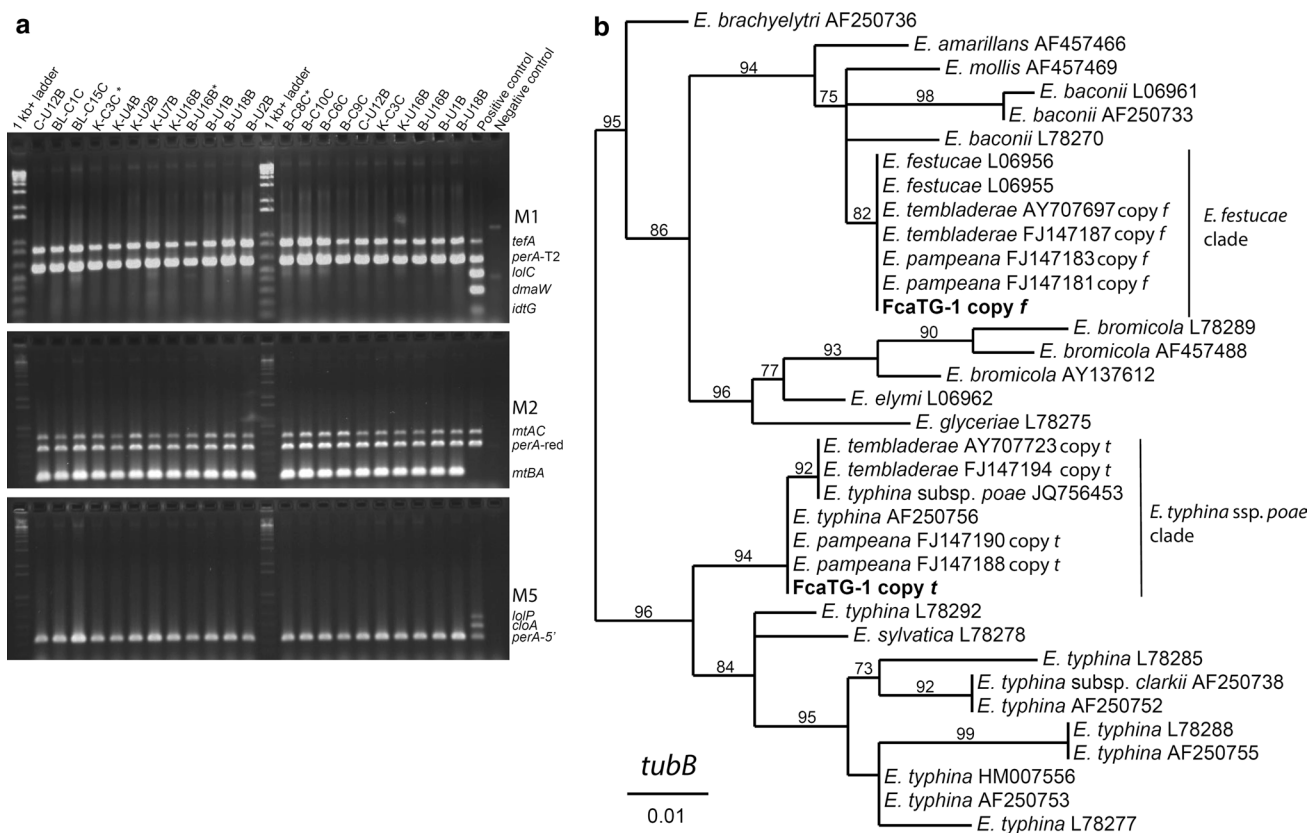 a
1 kb+ ladder
C-U12B
BL-C1C
BL-C15C
K-C3C *
K-U4B
K-U2B
K-U7B
K-U16B
B-U16B*
B-U1B
B-U18B
B-U2B
1 kb+ ladder
B-C8C*
B-C10C
B-C6C
B-C9C
C-U12B
K-C3C
K-U16B
B-U16B
B-U1B
B-U18B
Positive control
Negative control
M1
tefA
perA-T2
lolC
dmaW
idtG
M2
mtAC
perA-red
mtBA
M5
lolP
cloA
perA-5'
b
E. brachyelytri AF250736
E. amarillans AF457466
E. mollis AF457469
E. baconii L06961
E. baconii AF250733
E. baconii L78270
E. festucae L06956
E. festucae L06955
E. tembladerae AY707697 copy f
E. tembladerae FJ147187 copy f
E. pampeana FJ147183 copy f
E. pampeana FJ147181 copy f
FcaTG-1 copy f
E. festucae
clade
E. bromicola L78289
E. bromicola AF457488
E. bromicola AY137612
E. elymi L06962
E. glyceriae L78275
E. tembladerae AY707723 copy t
E. tembladerae FJ147194 copy t
E. typhina subsp. poae JQ756453
E. typhina AF250756
E. pampeana FJ147190 copy t
E. pampeana FJ147188 copy t
FcaTG-1 copy t
E. typhina ssp. poae
clade
E. typhina L78292
E. sylvatica L78278
E. typhina L78285
E. typhina subsp. clarkii AF250738
E. typhina AF250752
E. typhina L78288
E. typhina AF250755
E. typhina HM007556
E. typhina AF250753
E. typhina L78277
95
94
75
98
82
86
90
93
77
96
92
94
96
84
73
92
95
99
tubB
0.01